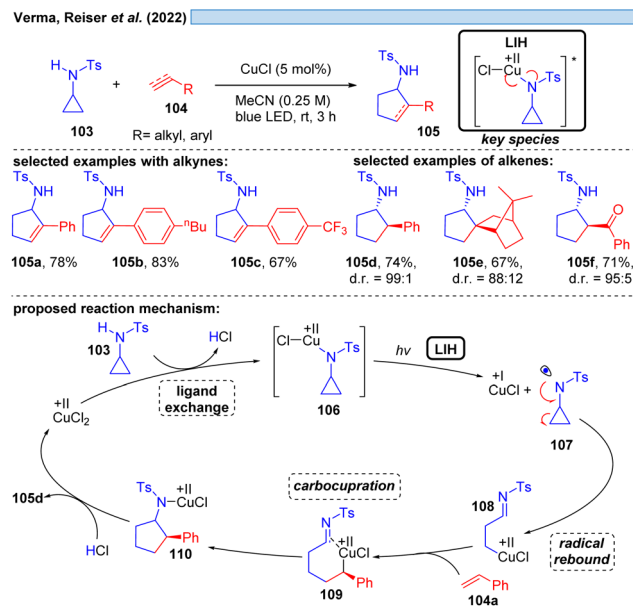 Verma, Reiser et al. (2022)
H
N
Ts
103
+
104
R
R= alkyl, aryl
CuCl (5 mol%)
MeCN (0.25 M)
blue LED, rt, 3 h
Ts
NH
R
105
LIH
+II
Cl Cu
N
Ts
*
key species
selected examples with alkynes:
selected examples of alkenes:
Ts
NH
Ph
105a, 78%
Ts
NH
nBu
105b, 83%
Ts
NH
CF3
105c, 67%
Ts
NH
Ph
105d, 74%,
d.r. = 99:1
Ts
NH
105e, 67%,
d.r. = 88:12
Ts
NH
O
Ph
105f, 71%,
d.r. = 95:5
proposed reaction mechanism:
H
N
Ts
103
HCl
ligand
exchange
+II
CuCl2
+II
Cl Cu
N
Ts
106
hν
LIH
+I
CuCl +
N
Ts
107
radical
rebound
Ts
N
108
+II
CuCl
Ph
104a
carbocupration
Ts
N
+II
CuCl
Ph
109
Ts
N
+II
CuCl
Ph
110
HCl
105d